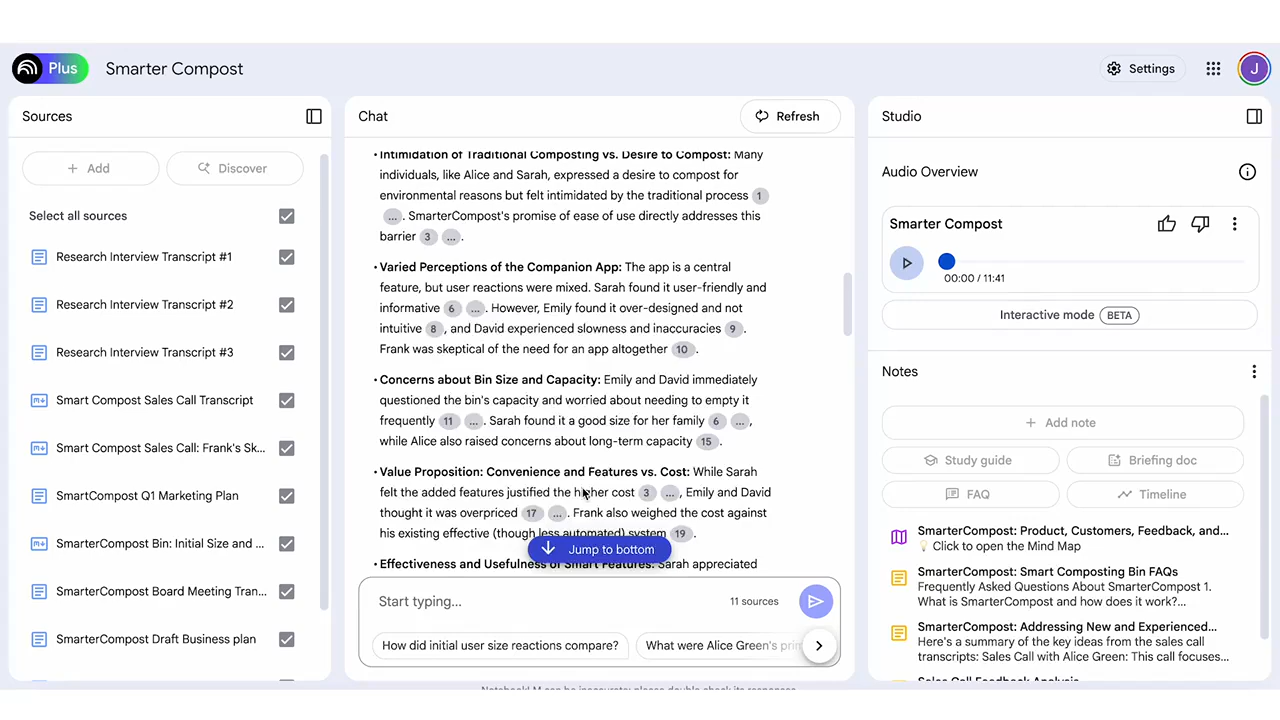 Plus
Smarter Compost
Settings
J
Sources
+ Add
Discover
Select all sources
Research Interview Transcript #1
Research Interview Transcript #2
Research Interview Transcript #3
Smart Compost Sales Call Transcript
Smart Compost Sales Call: Frank's Sk...
SmartCompost Q1 Marketing Plan
SmarterCompost Bin: Initial Size and ...
SmarterCompost Board Meeting Tran...
SmarterCompost Draft Business plan
Chat
Refresh
• Intimidation of Traditional Composting vs. Desire to Compost: Many
individuals, like Alice and Sarah, expressed a desire to compost for
environmental reasons but felt intimidated by the traditional process 1
... . SmarterCompost's promise of ease of use directly addresses this
barrier 3 ... .
• Varied Perceptions of the Companion App: The app is a central
feature, but user reactions were mixed. Sarah found it user-friendly and
informative 6 ... . However, Emily found it over-designed and not
intuitive 8 , and David experienced slowness and inaccuracies 9 .
Frank was skeptical of the need for an app altogether 10 .
• Concerns about Bin Size and Capacity: Emily and David immediately
questioned the bin's capacity and worried about needing to empty it
frequently 11 ... . Sarah found it a good size for her family 6 ... ,
while Alice also raised concerns about long-term capacity 15 .
• Value Proposition: Convenience and Features vs. Cost: While Sarah
felt the added features justified the higher cost 3 ... , Emily and David
thought it was overpriced 17 ... . Frank also weighed the cost against
his existing effective (though less automated) system 19 .
Jump to bottom
• Effectiveness and Usefulness of Smart Features: Sarah appreciated
Start typing...
11 sources
How did initial user size reactions compare?
What were Alice Green's
NotebookLM can be inaccurate; please double check its responses.
Studio
Audio Overview
Smarter Compost
00:00 / 11:41
Interactive mode BETA
Notes
+ Add note
Study guide
Briefing doc
FAQ
Timeline
SmarterCompost: Product, Customers, Feedback, and...
Click to open the Mind Map
SmarterCompost: Smart Composting Bin FAQs
Frequently Asked Questions About SmarterCompost 1.
What is SmarterCompost and how does it work?...
SmarterCompost: Addressing New and Experienced...
Here's a summary of the key ideas from the sales call
transcripts: Sales Call with Alice Green: This call focuses...
Sales Call Feedback Analysis